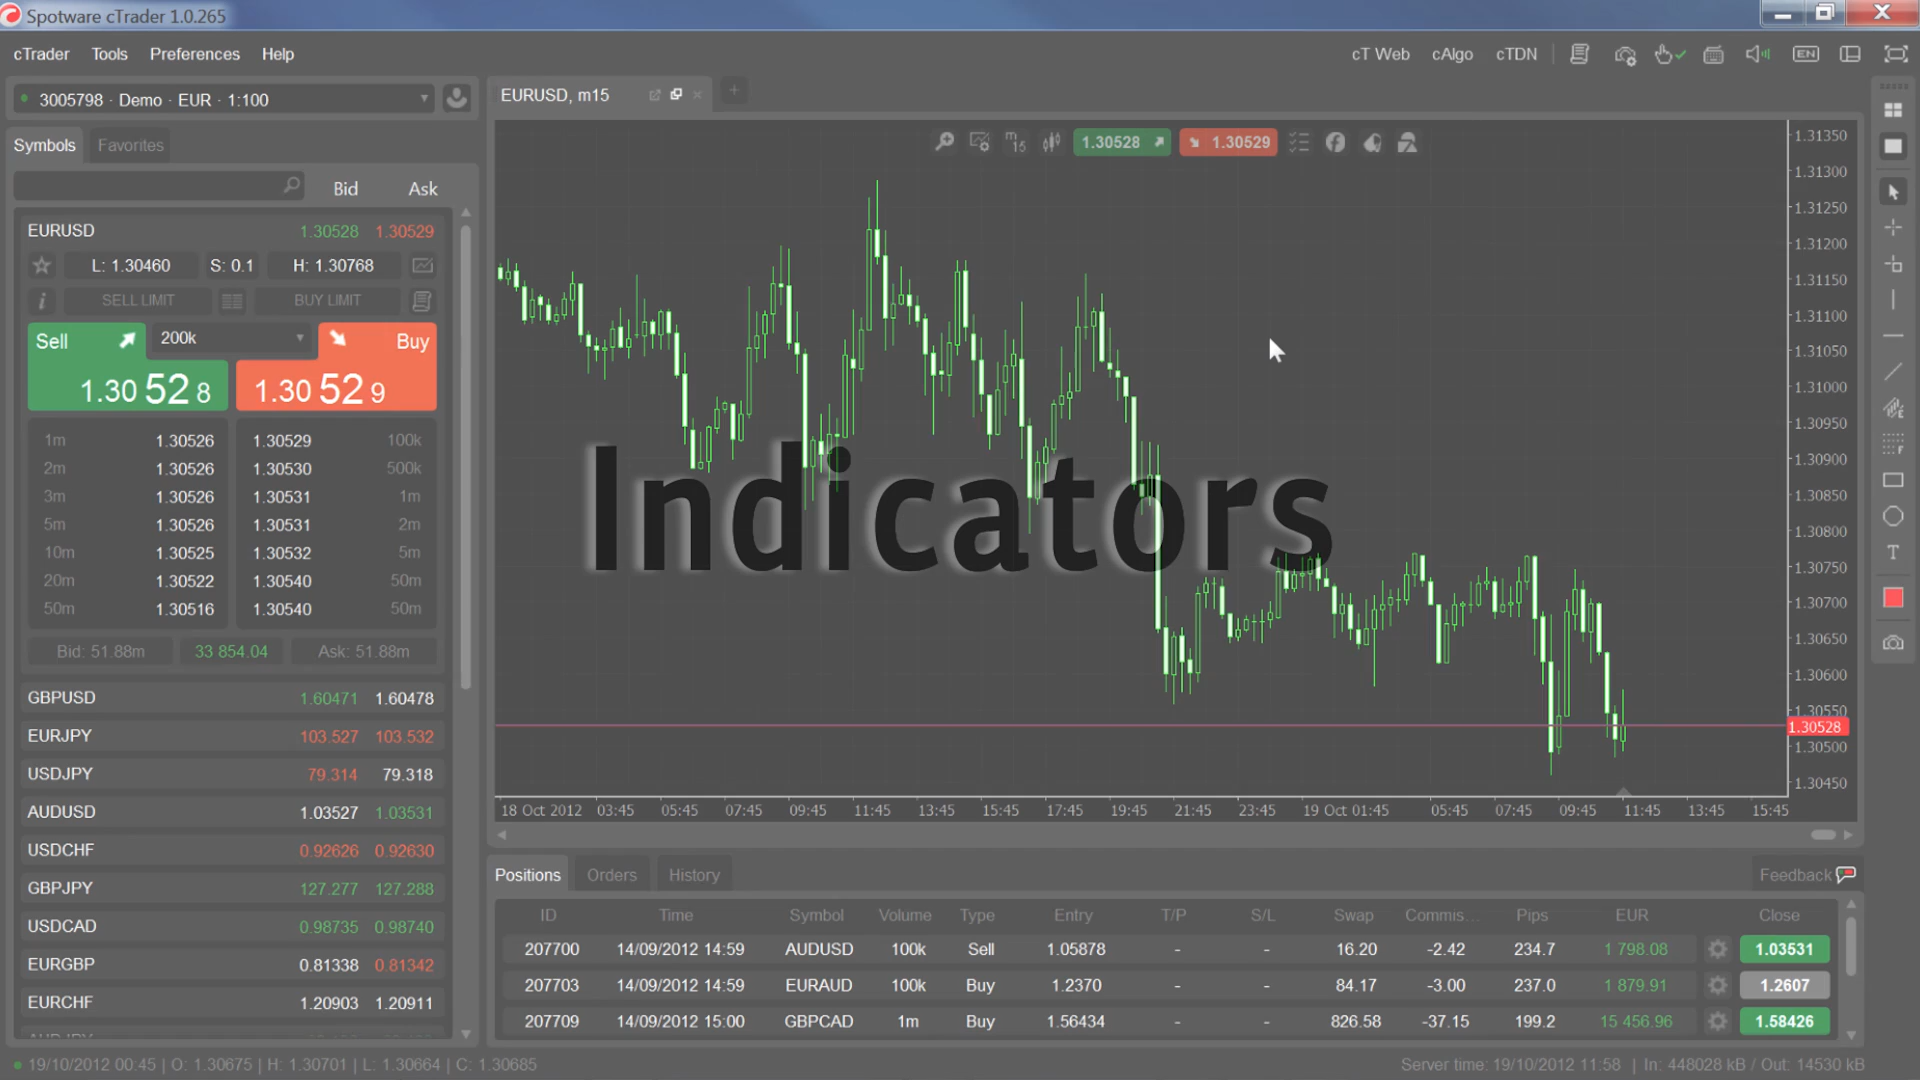 Spotware cTrader 1.0.265
cTrader Tools Preferences Help
cT Web cAlgo cTDN EN
3005798 · Demo · EUR · 1:100
Symbols Favorites
Bid Ask
EURUSD 1.30528 1.30529
L: 1.30460 S: 0.1 H: 1.30768
i SELL LIMIT BUY LIMIT
Sell 200k Buy
1.30 52 8 1.30 52 9
1m 1.30526 1.30529 100k
2m 1.30526 1.30530 500k
3m 1.30526 1.30531 1m
5m 1.30526 1.30531 2m
10m 1.30525 1.30532 5m
20m 1.30522 1.30540 50m
50m 1.30516 1.30540 50m
Bid: 51.88m 33 854.04 Ask: 51.88m
GBPUSD 1.60471 1.60478
EURJPY 103.527 103.532
USDJPY 79.314 79.318
AUDUSD 1.03527 1.03531
USDCHF 0.92626 0.92630
GBPJPY 127.277 127.288
USDCAD 0.98735 0.98740
EURGBP 0.81338 0.81342
EURCHF 1.20903 1.20911
EURUSD, m15
m 15 1.30528 1.30529
Indicators
1.31350
1.31300
1.31250
1.31200
1.31150
1.31100
1.31050
1.31000
1.30950
1.30900
1.30850
1.30800
1.30750
1.30700
1.30650
1.30600
1.30550
1.30528
1.30500
1.30450
18 Oct 2012 03:45 05:45 07:45 09:45 11:45 13:45 15:45 17:45 19:45 21:45 23:45 19 Oct 01:45 05:45 07:45 09:45 11:45 13:45 15:45
Positions Orders History Feedback
ID Time Symbol Volume Type Entry T/P S/L Swap Commis... Pips EUR Close
207700 14/09/2012 14:59 AUDUSD 100k Sell 1.05878 - - 16.20 -2.42 234.7 1 798.08 1.03531
207703 14/09/2012 14:59 EURAUD 100k Buy 1.2370 - - 84.17 -3.00 237.0 1 879.91 1.2607
207709 14/09/2012 15:00 GBPCAD 1m Buy 1.56434 - - 826.58 -37.15 199.2 15 456.96 1.58426
19/10/2012 00:45 | O: 1.30675 | H: 1.30701 | L: 1.30664 | C: 1.30685
Server time: 19/10/2012 11:58 | In: 448028 kB / Out: 14530 kB